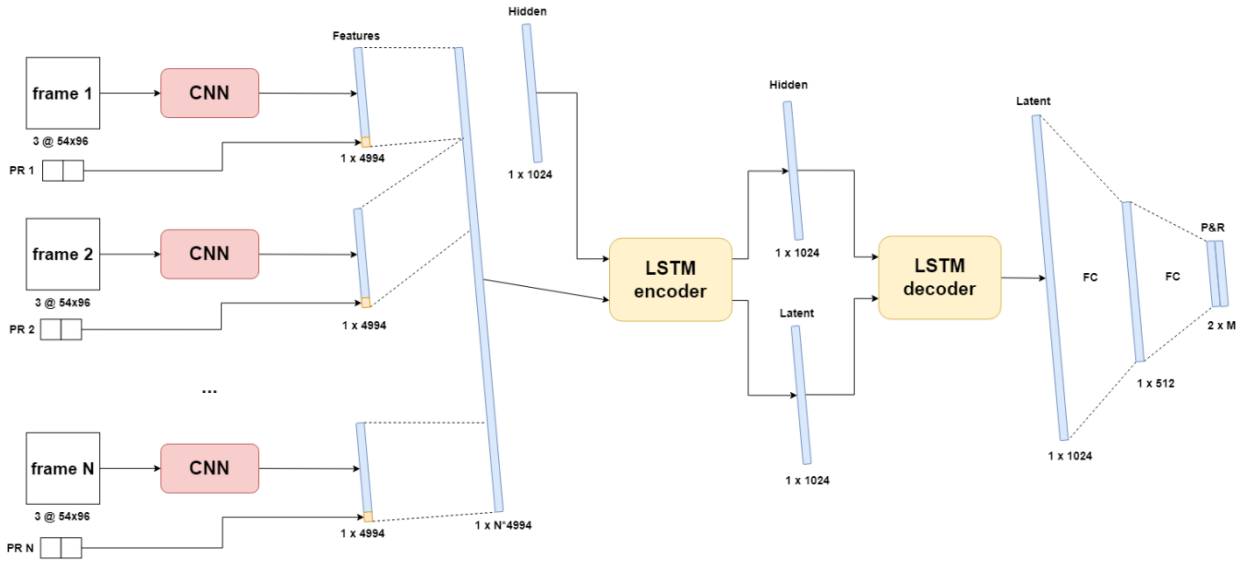 Hidden
Features
frame 1
CNN
3 @ 54x96
PR 1
1 x 4994
1 x 1024
frame 2
CNN
3 @ 54x96
PR 2
1 x 4994
...
frame N
CNN
3 @ 54x96
PR N
1 x 4994
1 x N*4994
LSTM
encoder
Hidden
1 x 1024
Latent
1 x 1024
LSTM
decoder
Latent
FC
1 x 1024
FC
1 x 512
P&R
2 x M